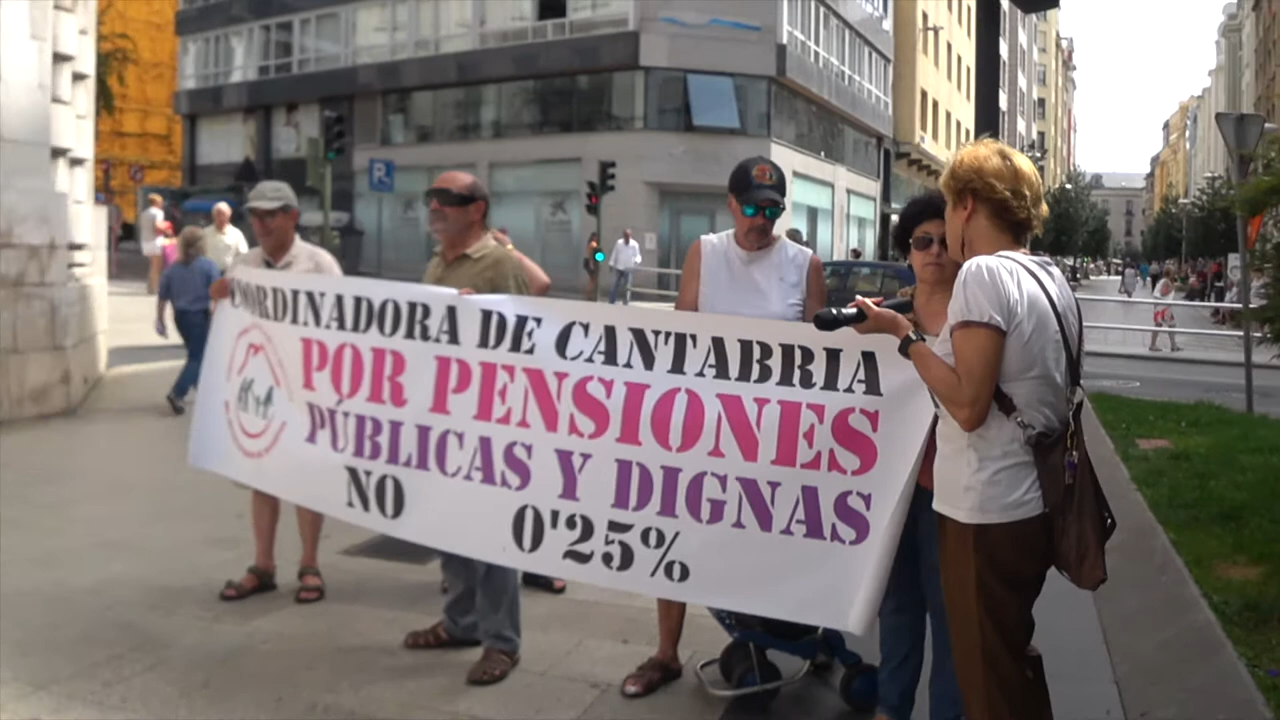 COORDINADORA DE CANTABRIA
POR PENSIONES
PÚBLICAS Y DIGNAS
NO 0'25%
P